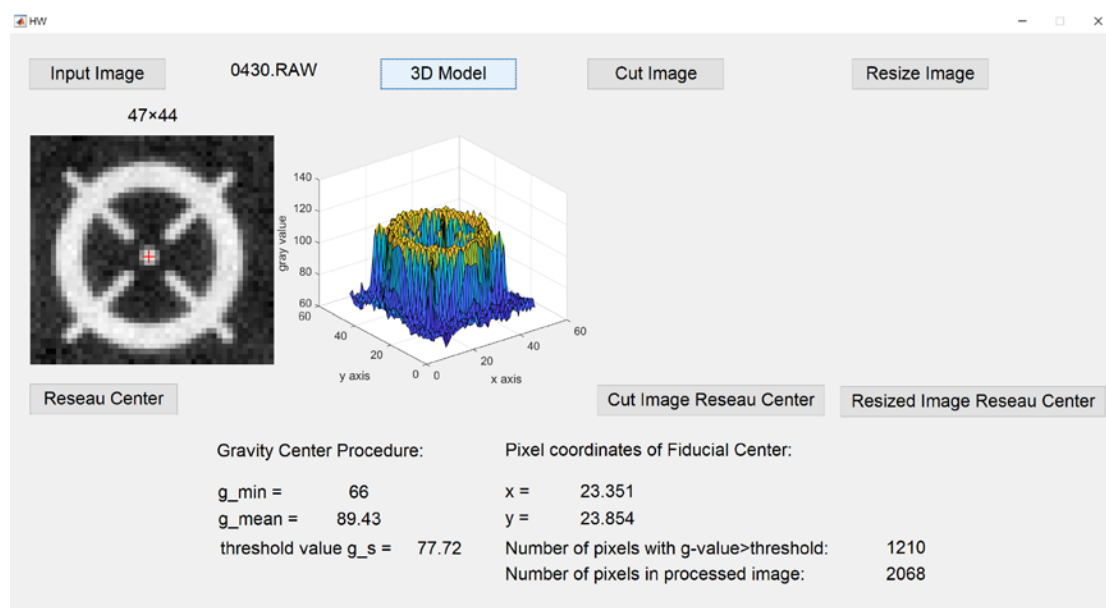 HW
Input Image 0430.RAW 3D Model Cut Image Resize Image
47×44
140
120
100
80
60
gray value
60
40
20
0
y axis
0
20
40
60
x axis
Reseau Center Cut Image Reseau Center Resized Image Reseau Center
Gravity Center Procedure: Pixel coordinates of Fiducial Center:
g_min = 66 x = 23.351
g_mean = 89.43 y = 23.854
threshold value g_s = 77.72 Number of pixels with g-value>threshold: 1210
Number of pixels in processed image: 2068